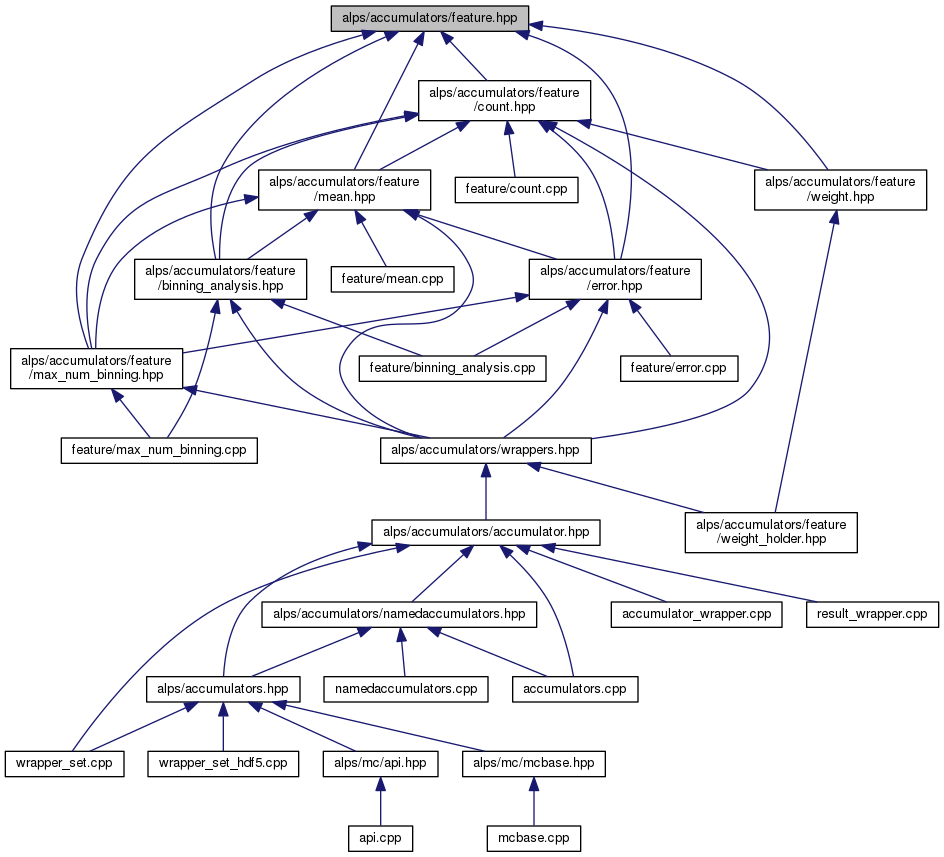 alps/accumulators/feature.hpp
alps/accumulators/feature
/count.hpp
alps/accumulators/feature
/mean.hpp
feature/count.cpp
alps/accumulators/feature
/weight.hpp
alps/accumulators/feature
/binning_analysis.hpp
feature/mean.cpp
alps/accumulators/feature
/error.hpp
alps/accumulators/feature
/max_num_binning.hpp
feature/binning_analysis.cpp
feature/error.cpp
feature/max_num_binning.cpp
alps/accumulators/wrappers.hpp
alps/accumulators/accumulator.hpp
alps/accumulators/feature
/weight_holder.hpp
alps/accumulators/namedaccumulators.hpp
accumulator_wrapper.cpp
result_wrapper.cpp
alps/accumulators.hpp
namedaccumulators.cpp
accumulators.cpp
wrapper_set.cpp
wrapper_set_hdf5.cpp
alps/mc/api.hpp
alps/mc/mcbase.hpp
api.cpp
mcbase.cpp